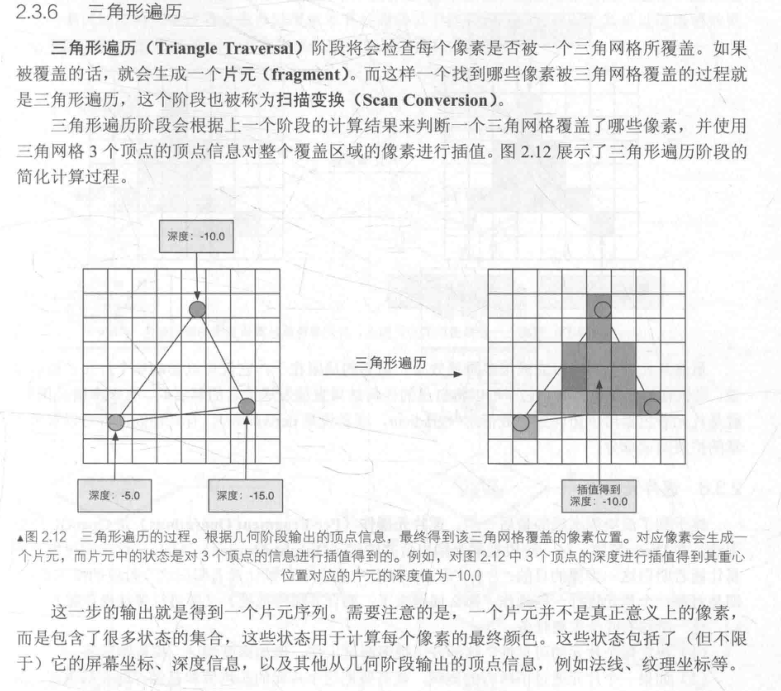 2.3.6 三角形遍历
三角形遍历（Triangle Traversal）阶段将会检查每个像素是否被一个三角网格所覆盖。如果
被覆盖的话，就会生成一个片元（fragment）。而这样一个找到哪些像素被三角网格覆盖的过程就
是三角形遍历，这个阶段也被称为扫描变换（Scan Conversion）。
三角形遍历阶段会根据上一个阶段的计算结果来判断一个三角网格覆盖了哪些像素，并使用
三角网格 3 个顶点的顶点信息对整个覆盖区域的像素进行插值。图 2.12 展示了三角形遍历阶段的
简化计算过程。
深度：-10.0
三角形遍历
深度：-5.0
深度：-15.0
插值得到
深度：-10.0
▲图 2.12 三角形遍历的过程。根据几何阶段输出的顶点信息，最终得到该三角网格覆盖的像素位置。对应像素会生成一
个片元，而片元中的状态是对 3 个顶点的信息进行插值得到的。例如，对图 2.12 中 3 个顶点的深度进行插值得到其重心
位置对应的片元的深度值为-10.0
这一步的输出就是得到一个片元序列。需要注意的是，一个片元并不是真正意义上的像素，
而是包含了很多状态的集合，这些状态用于计算每个像素的最终颜色。这些状态包括了（但不限
于）它的屏幕坐标、深度信息，以及其他从几何阶段输出的顶点信息，例如法线、纹理坐标等。